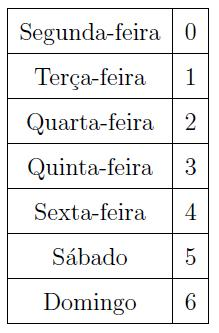 Segunda-feira 0
Terça-feira 1
Quarta-feira 2
Quinta-feira 3
Sexta-feira 4
Sábado 5
Domingo 6